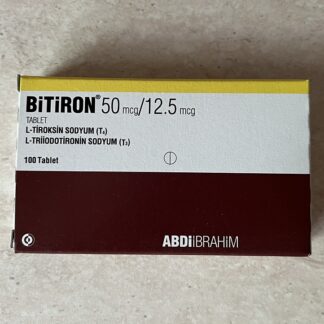 BiTiRON® 50 mcg/12.5 mcg
TABLET
L-TİROKSİN SODYUM (T₄)
L-TRİİODOTİRONİN SODYUM (T₃)
100 Tablet
ABDİIBRAHIM